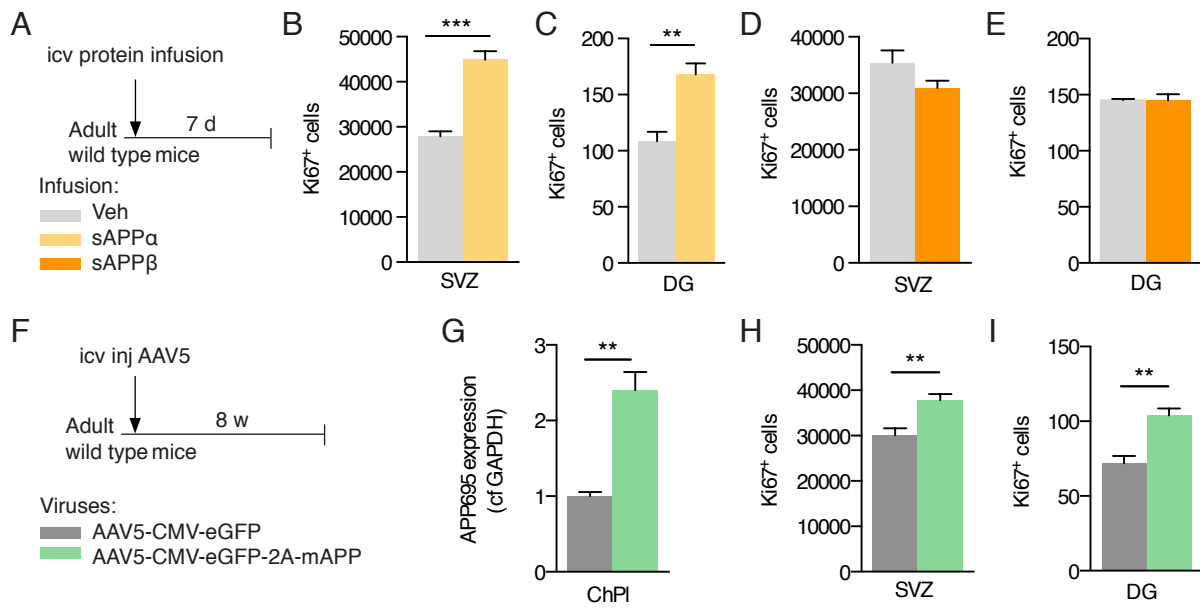 A
icv protein infusion
Adult
7 d
wild type mice
Infusion:
Veh
sAPPα
sAPPβ
B
***
50000
40000
30000
20000
10000
0
Ki67+ cells
SVZ
C
**
200
150
100
50
0
Ki67+ cells
DG
D
40000
30000
20000
10000
0
Ki67+ cells
SVZ
E
200
150
100
50
0
Ki67+ cells
DG
F
icv inj AAV5
Adult
8 w
wild type mice
Viruses:
AAV5-CMV-eGFP
AAV5-CMV-eGFP-2A-mAPP
G
**
3
2
1
0
APP695 expression
(cf GAPDH)
ChPl
H
**
50000
40000
30000
20000
10000
0
Ki67+ cells
SVZ
I
**
150
100
50
0
Ki67+ cells
DG